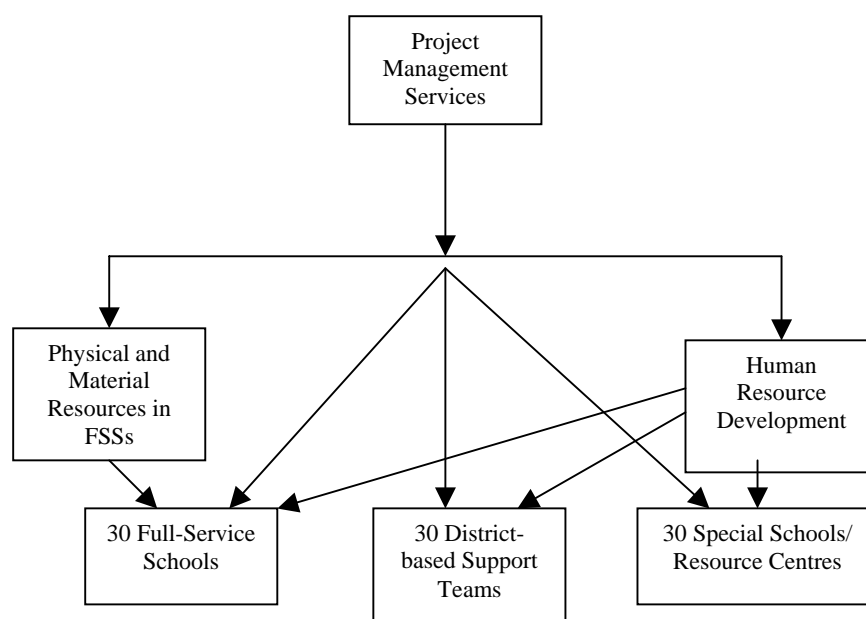 Project
Management
Services
Physical and
Material
Resources in
FSSs
Human
Resource
Development
30 Full-Service
Schools
30 District-
based Support
Teams
30 Special Schools/
Resource Centres